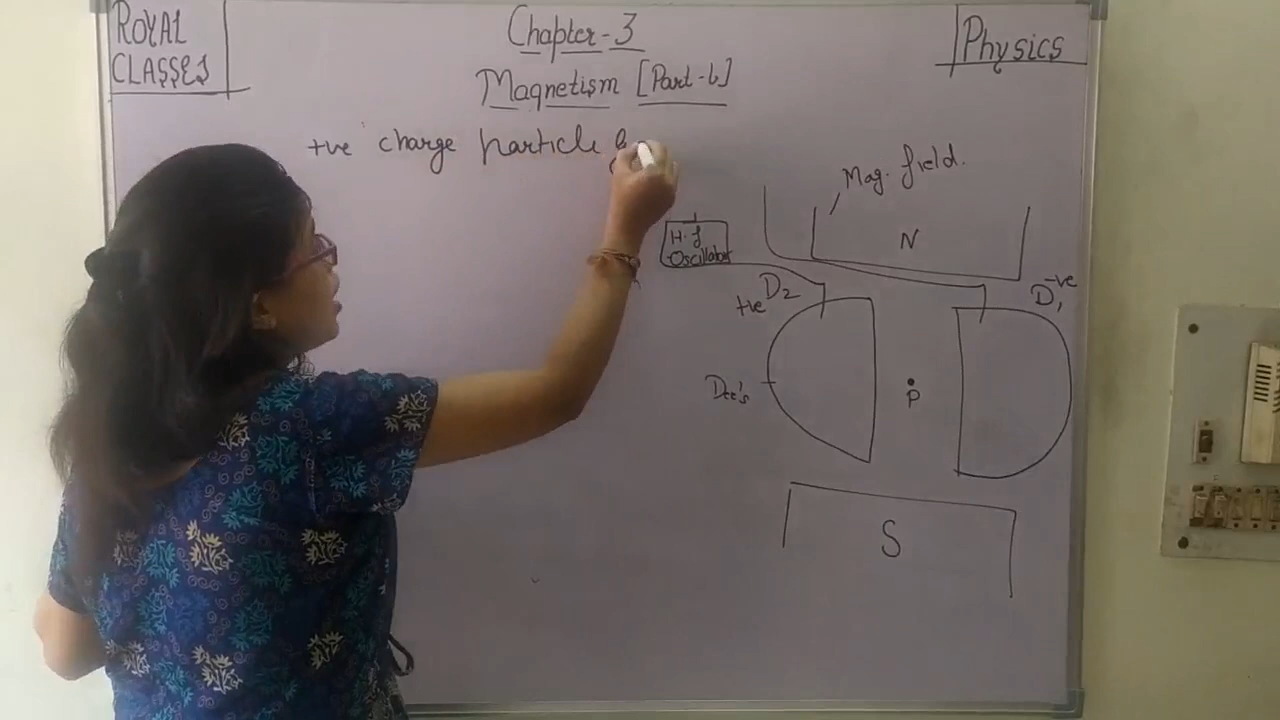 ROYAL
CLASSES
Chapter-3
Magnetism [Part-6]
Physics
+ve charge particle
Mag. field.
N
H.f
Oscillator
D2
+ve
D1
-ve
Dee's
P
S